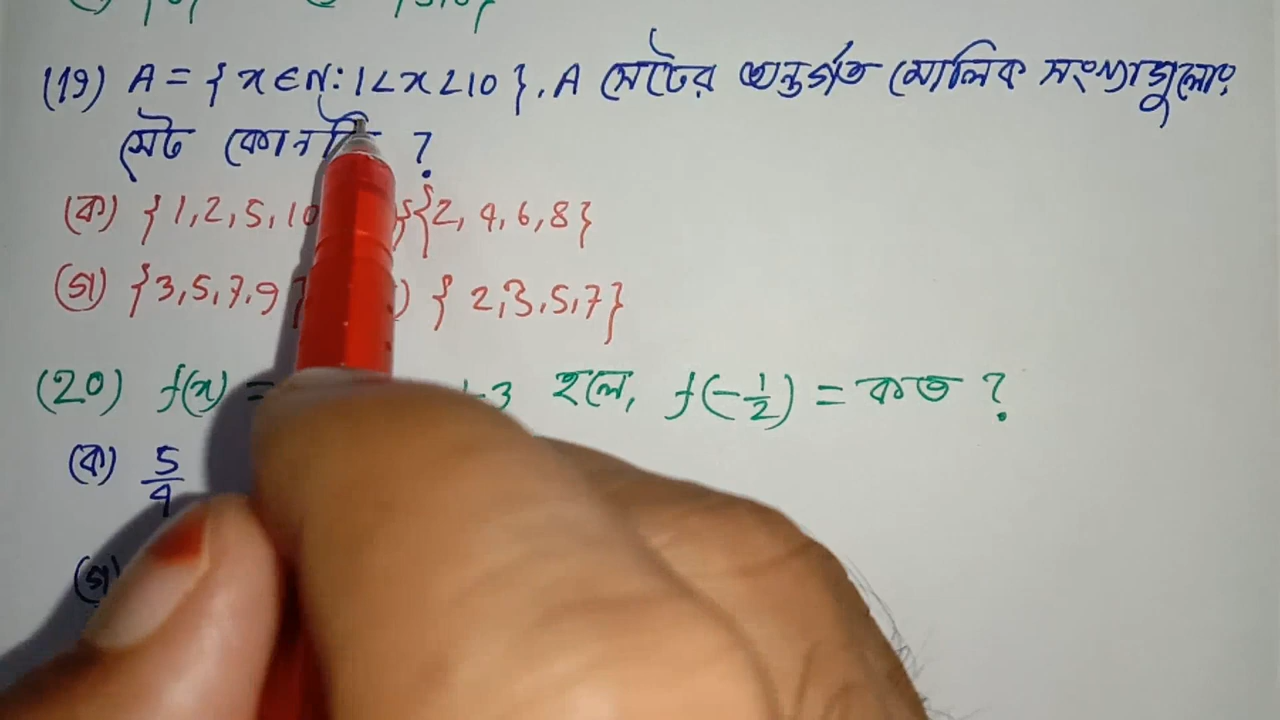 (19) A = { x ∈ N : 1 < x < 10 }, A সেটের অন্তর্গত মৌলিক সংখ্যাগুলোর
সেট কোনটি ?
(ক) { 1, 2, 5, 10 } { 2, 4, 6, 8 }
(গ) { 3, 5, 7, 9 } ) { 2, 3, 5, 7 }
(20) f(x) = 3 হলে, f(-1/2) = কত ?
(ক) 5/4
(গ)